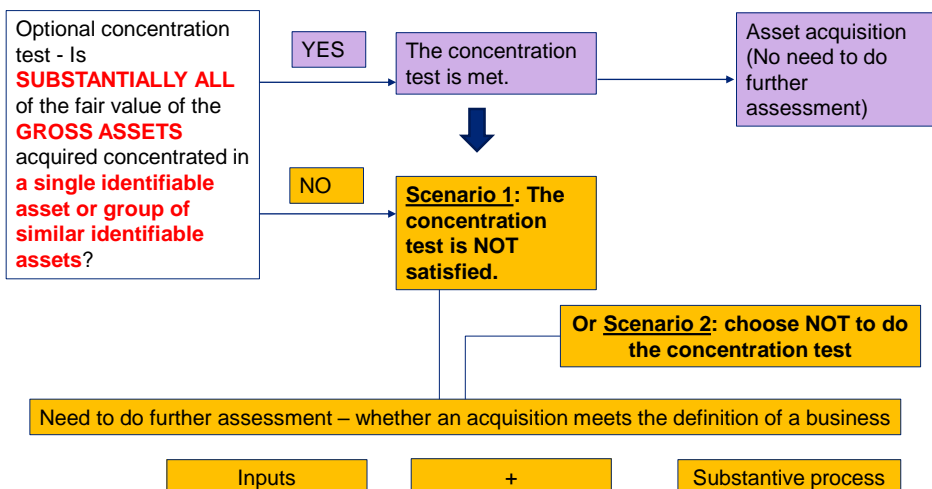 Optional concentration
test - Is
SUBSTANTIALLY ALL
of the fair value of the
GROSS ASSETS
acquired concentrated in
a single identifiable
asset or group of
similar identifiable
assets?
YES
The concentration
test is met.
Asset acquisition
(No need to do
further
assessment)
NO
Scenario 1: The
concentration
test is NOT
satisfied.
Or Scenario 2: choose NOT to do
the concentration test
Need to do further assessment – whether an acquisition meets the definition of a business
Inputs
+
Substantive process